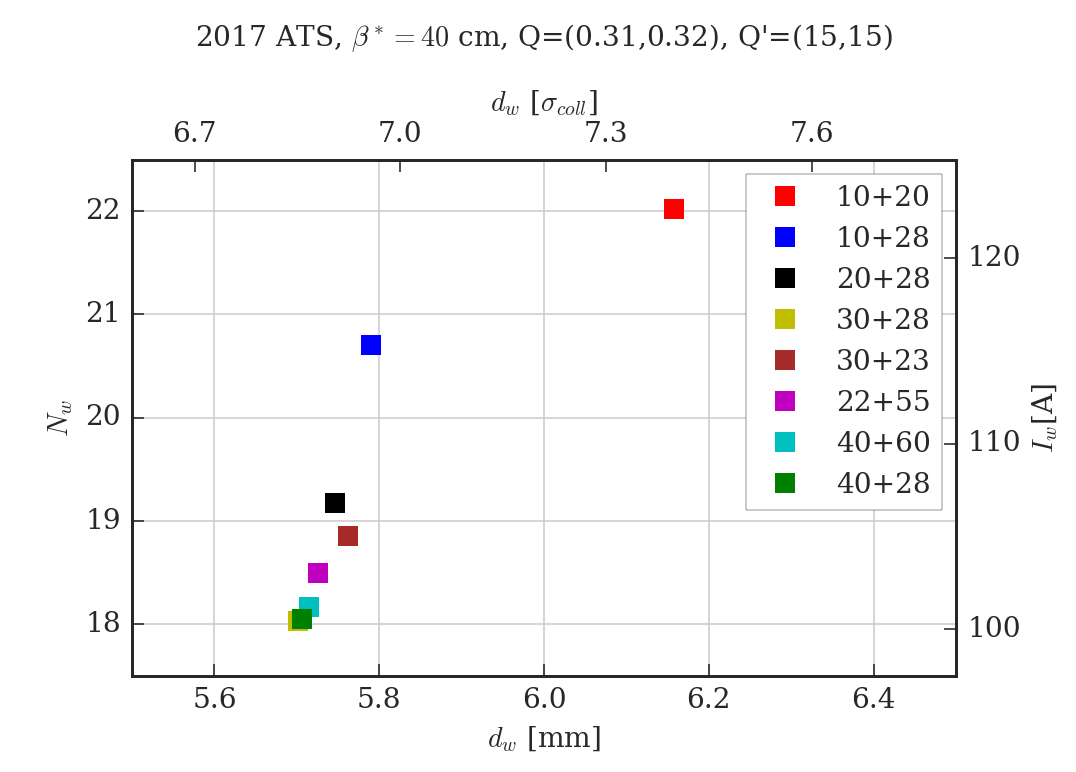 2017 ATS, β* = 40 cm, Q=(0.31,0.32), Q'=(15,15)
d_w [σ_coll]
6.7 7.0 7.3 7.6
22
21
20
19
18
N_w
10+20
10+28
20+28
30+28
30+23
22+55
40+60
40+28
120
110
100
I_w[A]
5.6 5.8 6.0 6.2 6.4
d_w [mm]